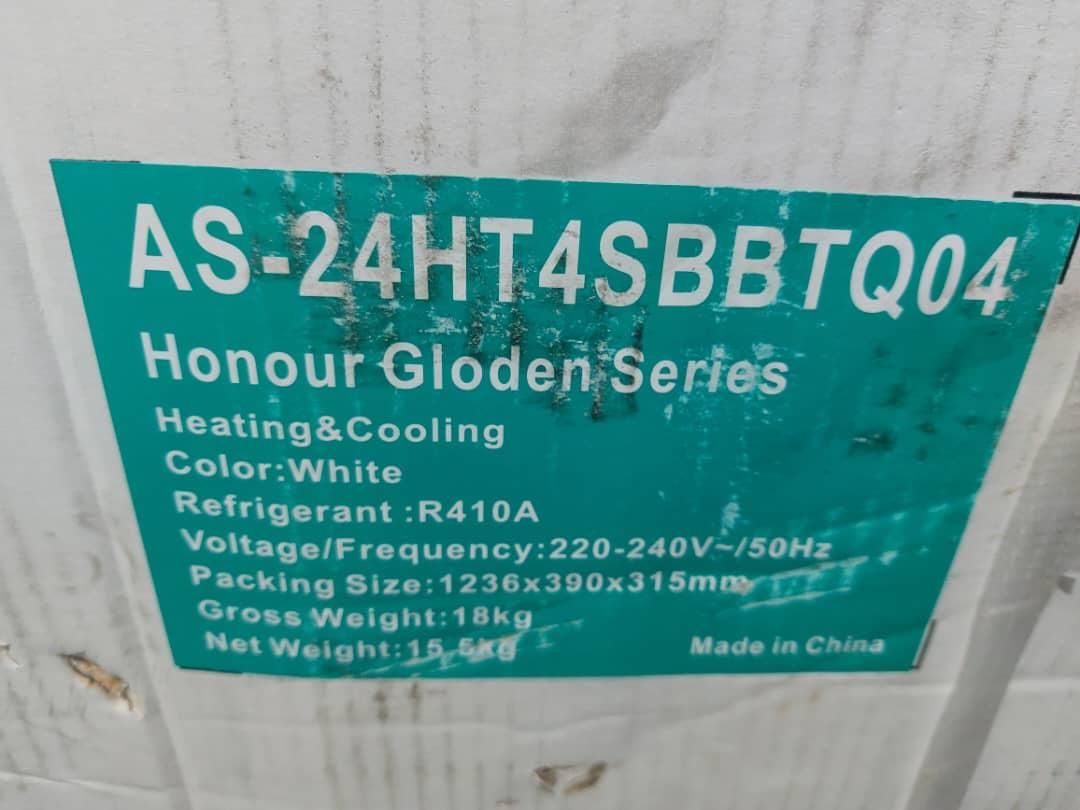 AS-24HT4SBBTQ04
Honour Gloden Series
Heating&Cooling
Color:White
Refrigerant :R410A
Voltage/Frequency:220-240V~/50Hz
Packing Size:1236x390x315mm
Gross Weight:18kg
Net Weight:15.5kg
Made in China